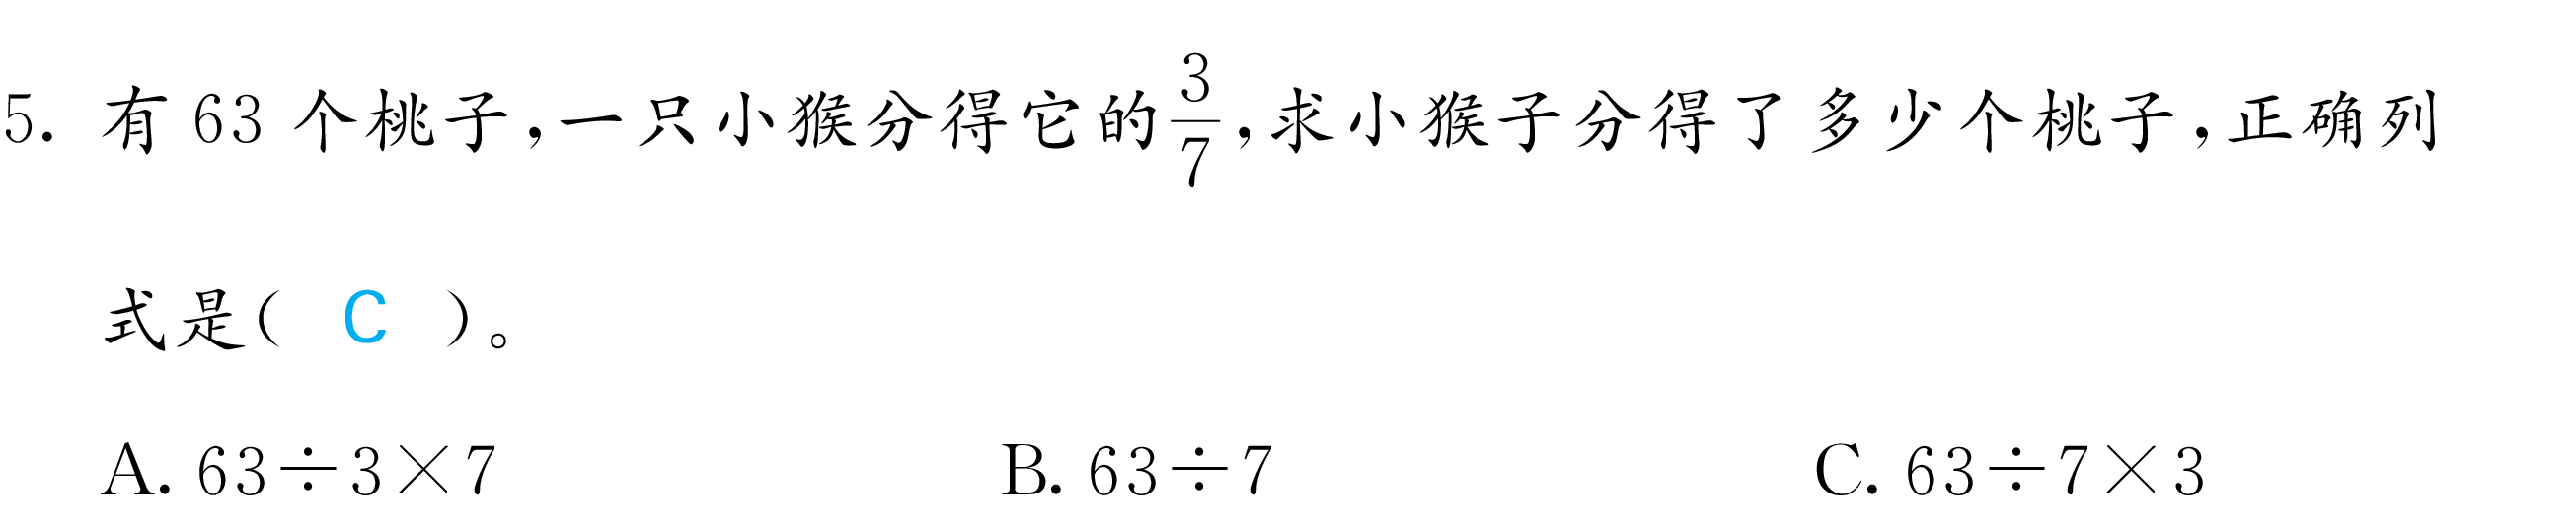 5. 有 63 个桃子,一只小猴分得它的3/7,求小猴子分得了多少个桃子,正确列
式是( C )。
A. 63÷3×7 B. 63÷7 C. 63÷7×3